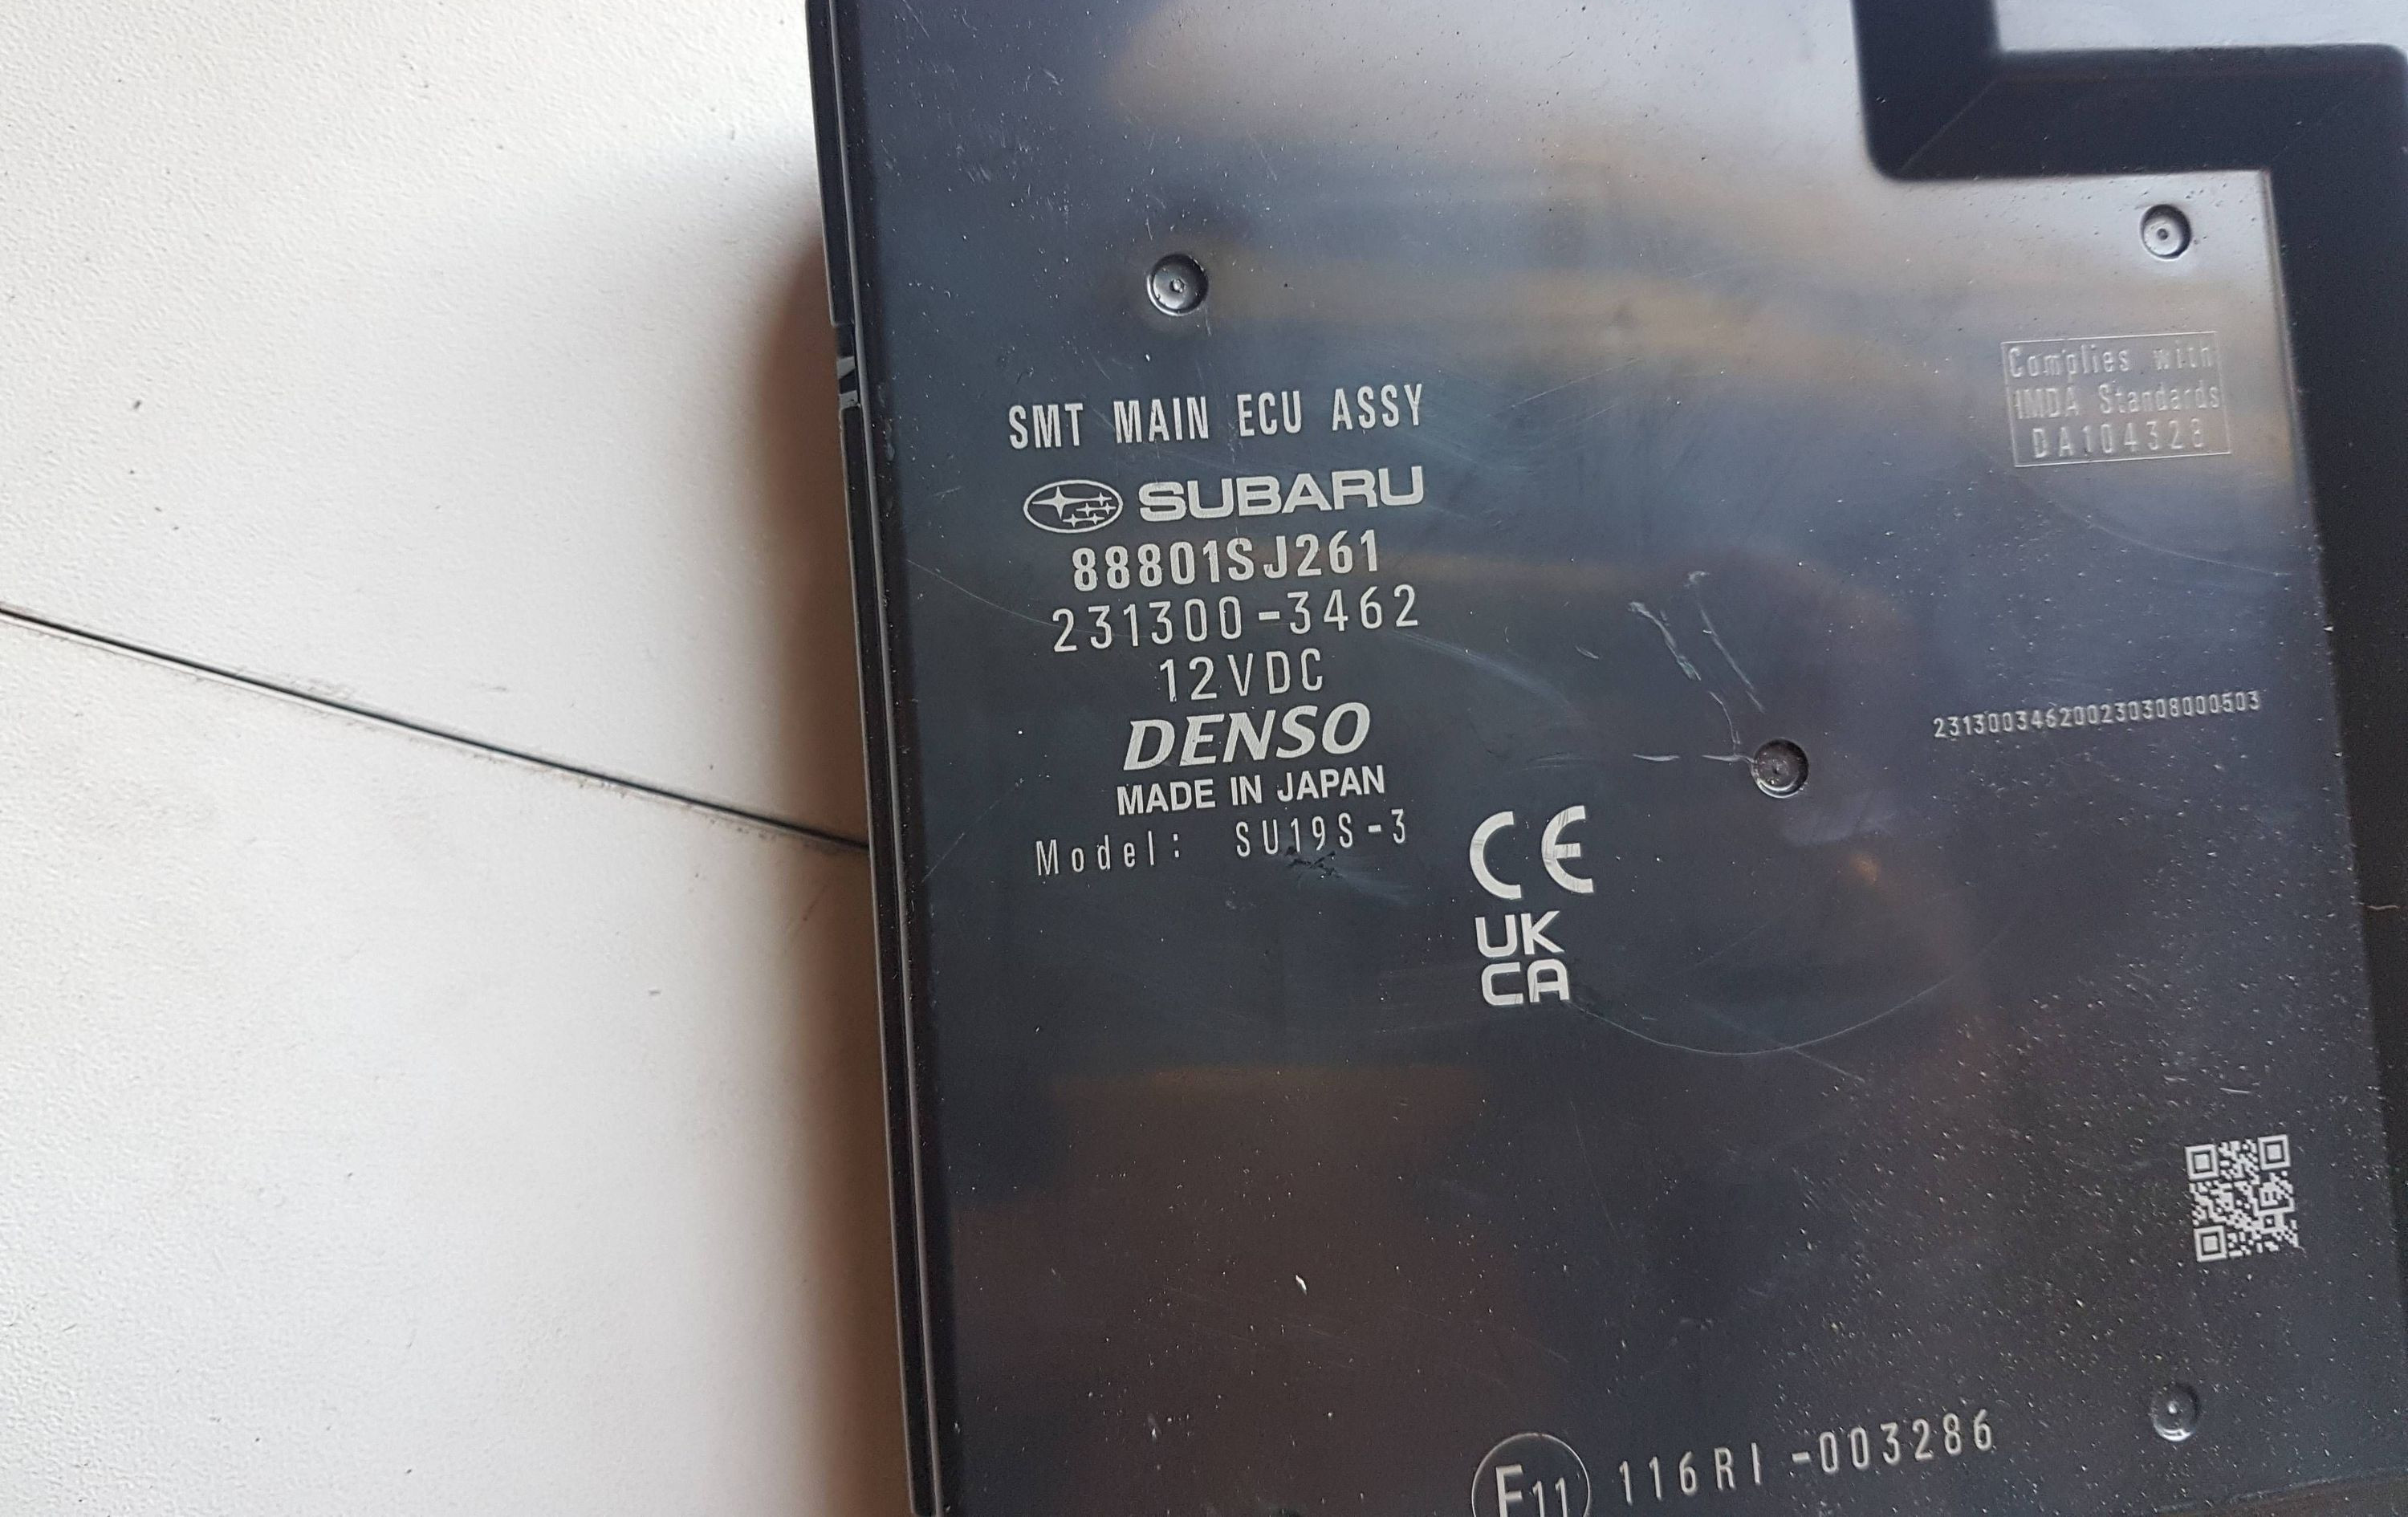 SMT MAIN ECU ASSY
SUBARU
88801SJ261
231300-3462
12VDC
DENSO
MADE IN JAPAN
Model: SU19S-3
CE
UK
CA
Complies with
IMDA Standards
DA104328
231300346200230308000503
E11 116RI-003286